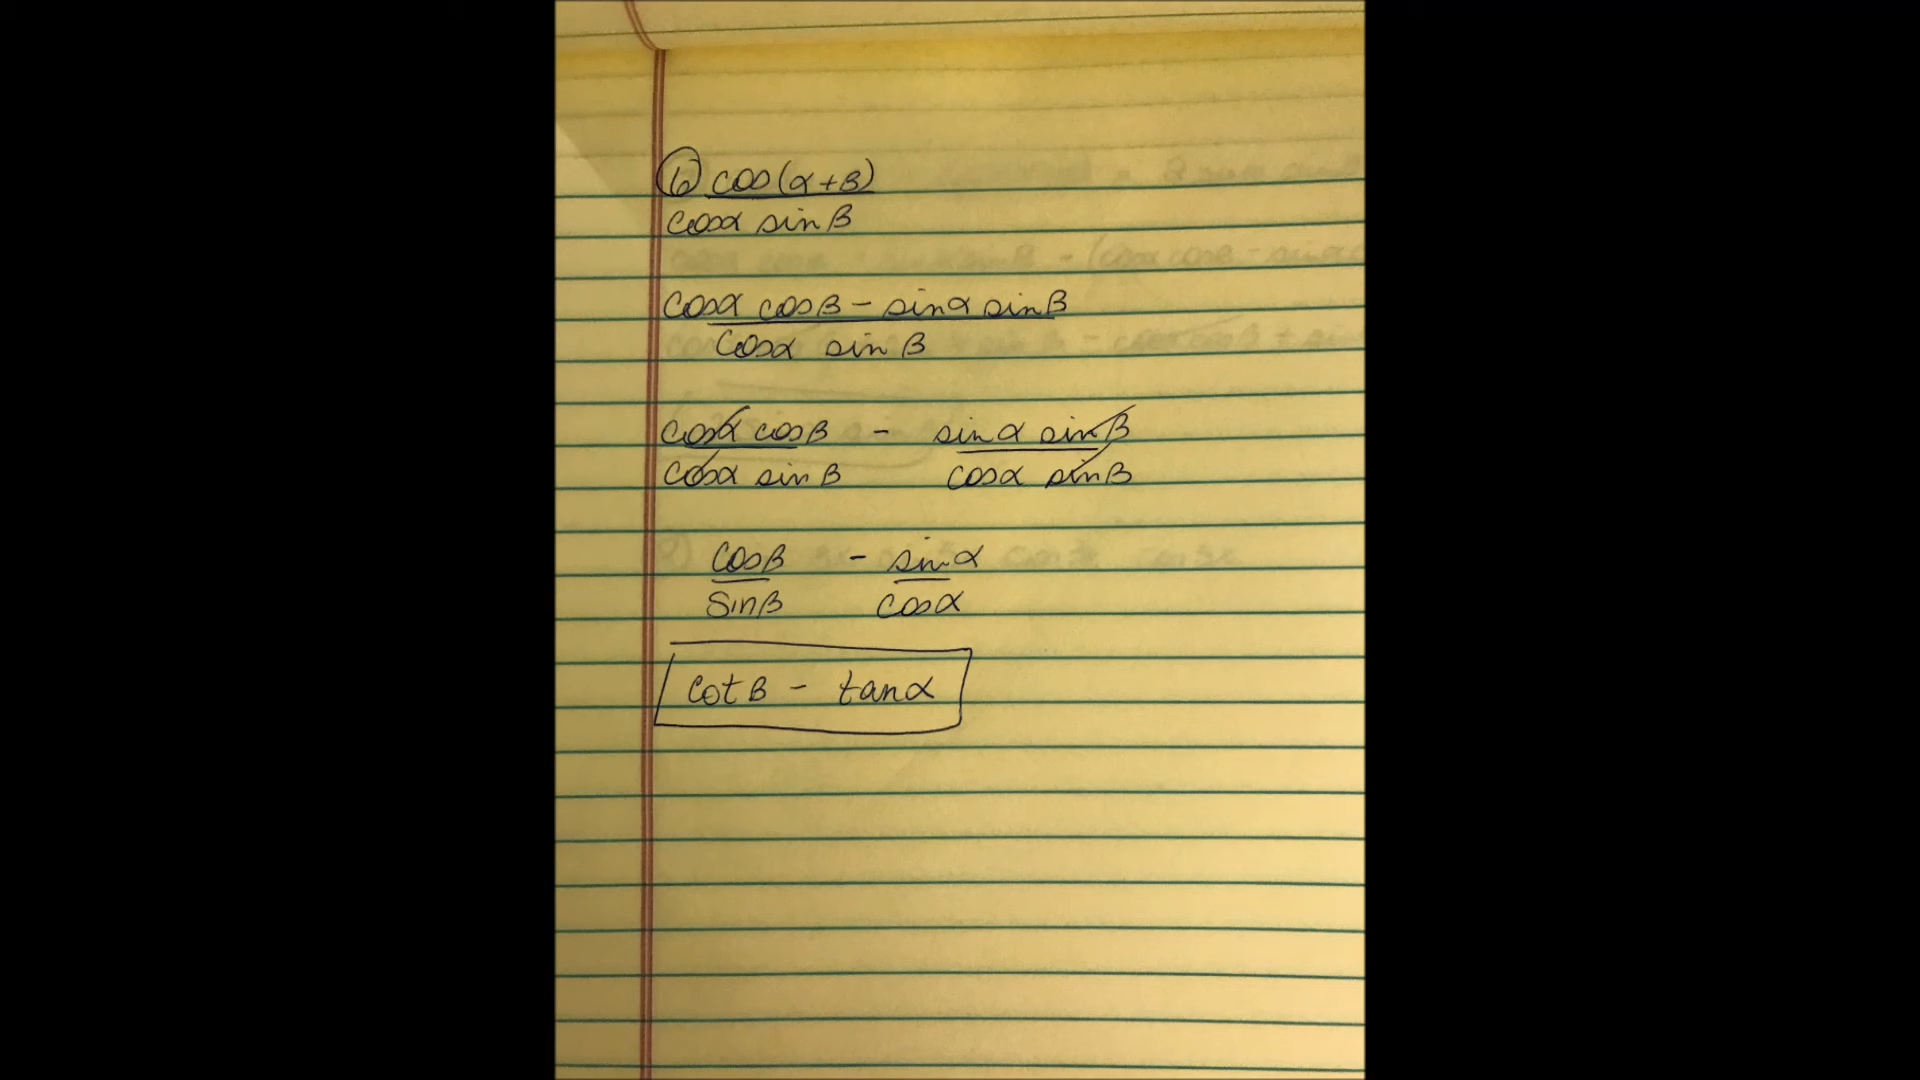 6 cos(α+β)
cosα sinβ
cosα cosβ - sinα sinβ
cosα sinβ
cosα cosβ - sinα sinβ
cosα sinβ cosα sinβ
cosβ - sinα
sinβ cosα
cotβ - tanα